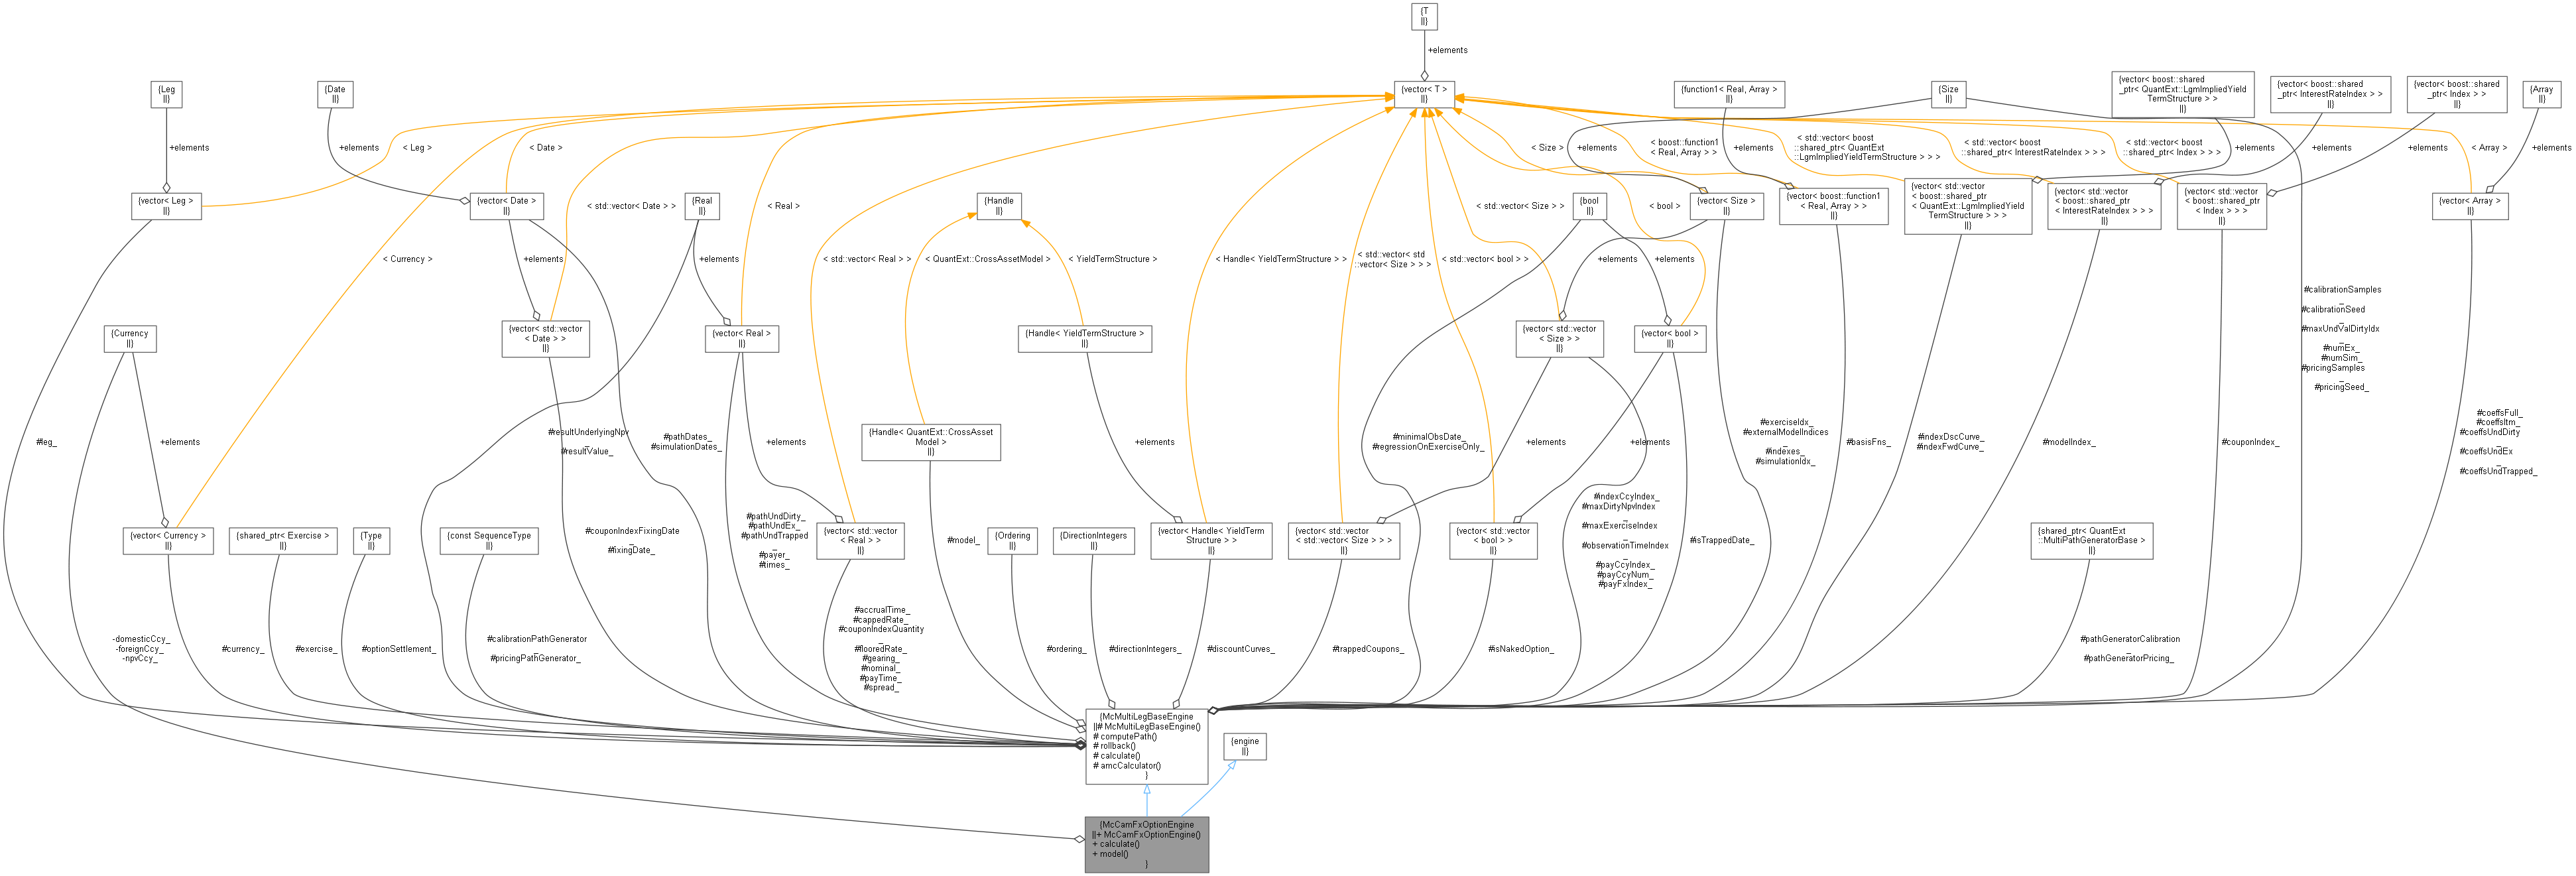 {T
||}
+elements
{Leg
||}
{Date
||}
{vector< T >
||}
{function1< Real, Array >
||}
{Size
||}
{vector< boost::shared
_ptr< QuantExt::LgmImpliedYield
TermStructure > >
||}
{vector< boost::shared
_ptr< InterestRateIndex > >
||}
{vector< boost::shared
_ptr< Index > >
||}
{Array
||}
+elements
< Leg >
+elements
< Date >
< Size >
+elements
< boost::function1
< Real, Array > >
+elements
< std::vector< boost
::shared_ptr< QuantExt
::LgmImpliedYieldTermStructure > > >
< std::vector< boost
::shared_ptr< InterestRateIndex > > >
< std::vector< boost
::shared_ptr< Index > > >
+elements
+elements
+elements
< Array >
+elements
{vector< Leg >
||}
{vector< Date >
||}
< std::vector< Date > >
{Real
||}
< Real >
{Handle
||}
< std::vector< Size > >
{bool
||}
< bool >
{vector< Size >
||}
{vector< boost::function1
< Real, Array > >
||}
{vector< std::vector
< boost::shared_ptr
< QuantExt::LgmImpliedYield
TermStructure > > >
||}
{vector< std::vector
< boost::shared_ptr
< InterestRateIndex > > >
||}
{vector< std::vector
< boost::shared_ptr
< Index > > >
||}
{vector< Array >
||}
< Currency >
+elements
+elements
< std::vector< Real > >
< QuantExt::CrossAssetModel >
< YieldTermStructure >
< Handle< YieldTermStructure > >
< std::vector< std
::vector< Size > > >
< std::vector< bool > >
+elements
+elements
{Currency
||}
{vector< std::vector
< Date > >
||}
{vector< Real >
||}
{Handle< YieldTermStructure >
||}
{vector< std::vector
< Size > >
||}
{vector< bool >
||}
#calibrationSamples
_
#calibrationSeed
_
#maxUndValDirtyIdx
_
#numEx_
#numSim_
#pricingSamples
_
#pricingSeed_
#leg_
+elements
#resultUnderlyingNpv
_
#resultValue_
#pathDates_
#simulationDates_
+elements
{Handle< QuantExt::CrossAsset
Model >
||}
+elements
#minimalObsDate_
#regressionOnExerciseOnly_
+elements
+elements
#exerciseIdx_
#externalModelIndices
_
#indexes_
#simulationIdx_
#basisFns_
#indexDscCurve_
#indexFwdCurve_
#modelIndex_
#couponIndex_
#coeffsFull_
#coeffsItm_
#coeffsUndDirty
_
#coeffsUndEx
_
#coeffsUndTrapped_
{vector< Currency >
||}
{shared_ptr< Exercise >
||}
{Type
||}
{const SequenceType
||}
#couponIndexFixingDate
_
#fixingDate_
#pathUndDirty_
#pathUndEx_
#pathUndTrapped
_
#payer_
#times_
{vector< std::vector
< Real > >
||}
#model_
{Ordering
||}
{DirectionIntegers
||}
{vector< Handle< YieldTerm
Structure > >
||}
{vector< std::vector
< std::vector< Size > > >
||}
{vector< std::vector
< bool > >
||}
#indexCcyIndex_
#maxDirtyNpvIndex
_
#maxExerciseIndex
_
#observationTimeIndex
_
#payCcyIndex_
#payCcyNum_
#payFxIndex_
#isTrappedDate_
{shared_ptr< QuantExt
::MultiPathGeneratorBase >
||}
-domesticCcy_
-foreignCcy_
-npvCcy_
#currency_
#exercise_
#optionSettlement_
#calibrationPathGenerator
_
#pricingPathGenerator_
#accrualTime_
#cappedRate_
#couponIndexQuantity
_
#flooredRate_
#gearing_
#nominal_
#payTime_
#spread_
#ordering_
#directionIntegers_
#discountCurves_
#trappedCoupons_
#isNakedOption_
#pathGeneratorCalibration
_
#pathGeneratorPricing_
{McMultiLegBaseEngine
||# McMultiLegBaseEngine()
# computePath()
# rollback()
# calculate()
# amcCalculator()
}
{engine
||}
{McCamFxOptionEngine
||+ McCamFxOptionEngine()
+ calculate()
+ model()
}